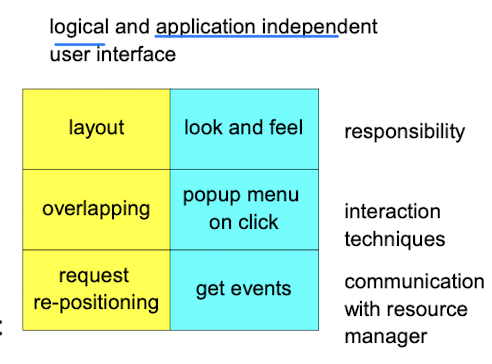 logical and application independent
user interface
layout
look and feel
responsibility
overlapping
popup menu
on click
interaction
techniques
request
re-positioning
get events
communication
with resource
manager